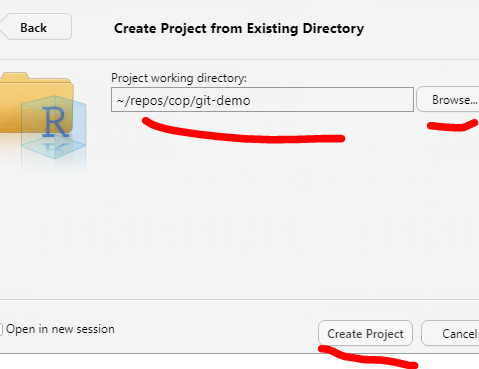 Back
Create Project from Existing Directory
Project working directory:
~/repos/cop/git-demo
Browse...
R
Open in new session
Create Project
Cancel